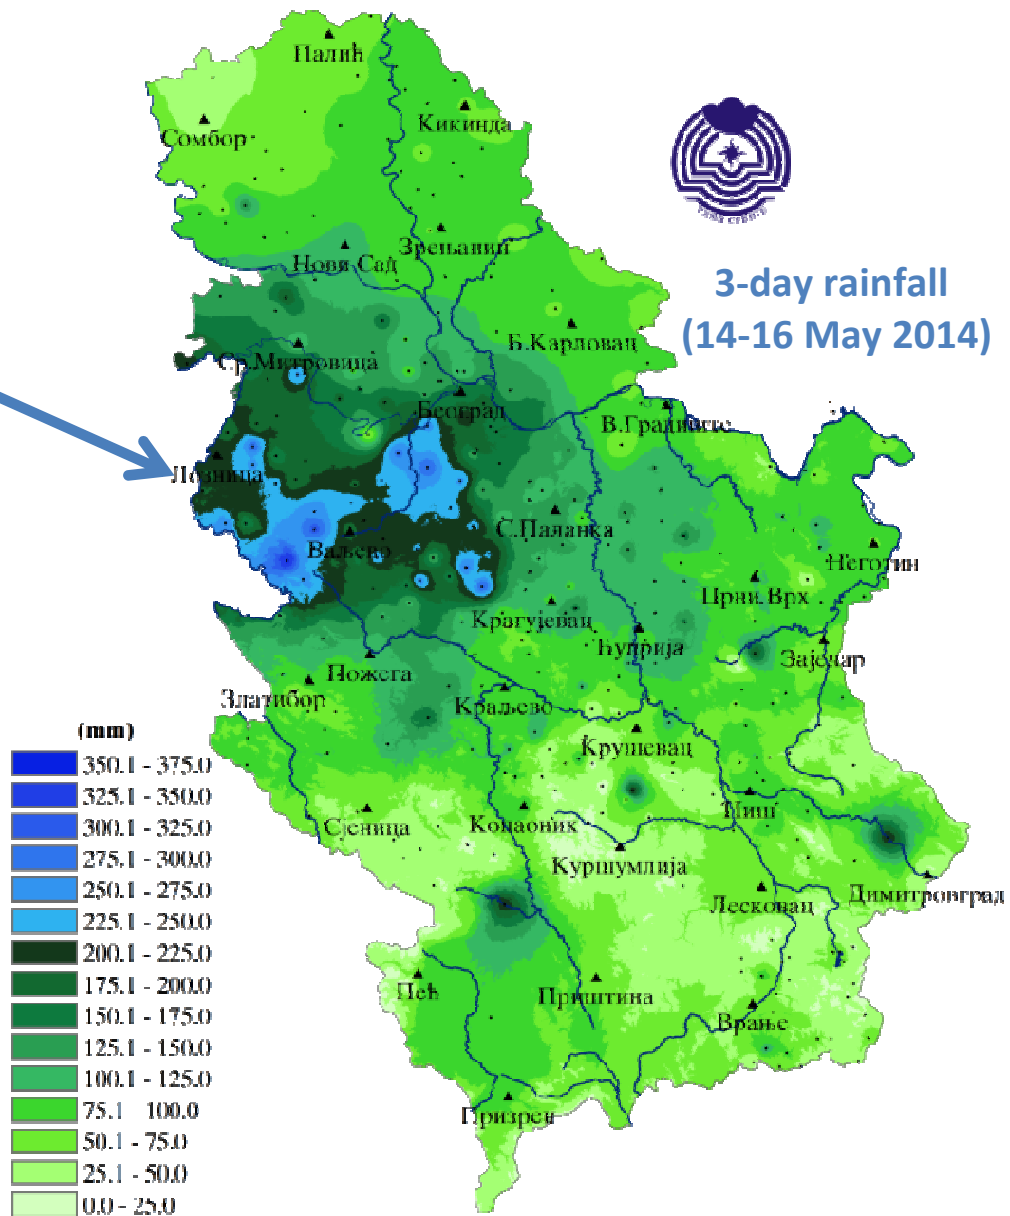 Палић
Кикинда
Сомбор
Зрењанин
Нови Сад
3-day rainfall
(14-16 May 2014)
Б.Карловац
Ср.Митровица
Београд
В.Градиште
Лозница
С.Паланка
Ваљево
Неготин
Црни Врх
Крагујевац
Ћуприја
Зајечар
Пожега
Златибор
Краљево
(mm)
Крушевац
350.1 - 375.0
325.1 - 350.0
Ниш
300.1 - 325.0
Сјеница
Копаоник
275.1 - 300.0
Куршумлија
250.1 - 275.0
Димитровград
Лесковац
225.1 - 250.0
200.1 - 225.0
175.1 - 200.0
Пећ
Приштина
150.1 - 175.0
Врање
125.1 - 150.0
100.1 - 125.0
75.1 100.0
Призрен
50.1 - 75.0
25.1 - 50.0
0.0 - 25.0